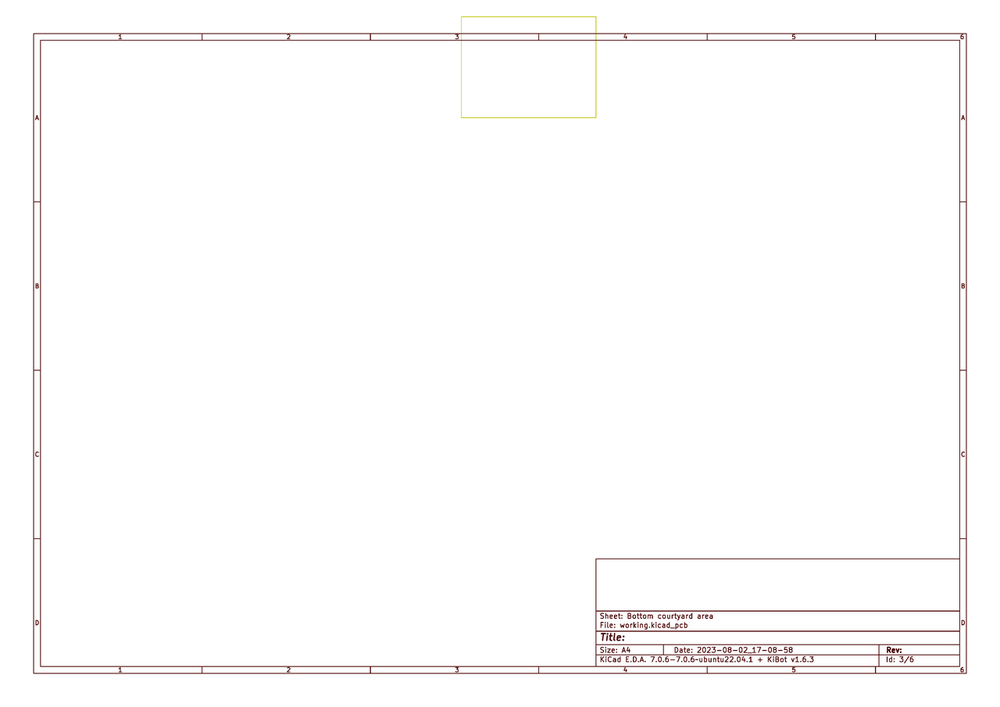 1 2 3 4 5 6
A A
B B
C C
D D
Sheet: Bottom courtyard area
File: working.kicad_pcb
Title:
Size: A4 Date: 2023-08-02_17-08-58 Rev:
KiCad E.D.A. 7.0.6-7.0.6~ubuntu22.04.1 + KiBot v1.6.3 Id: 3/6
1 2 3 4 5 6